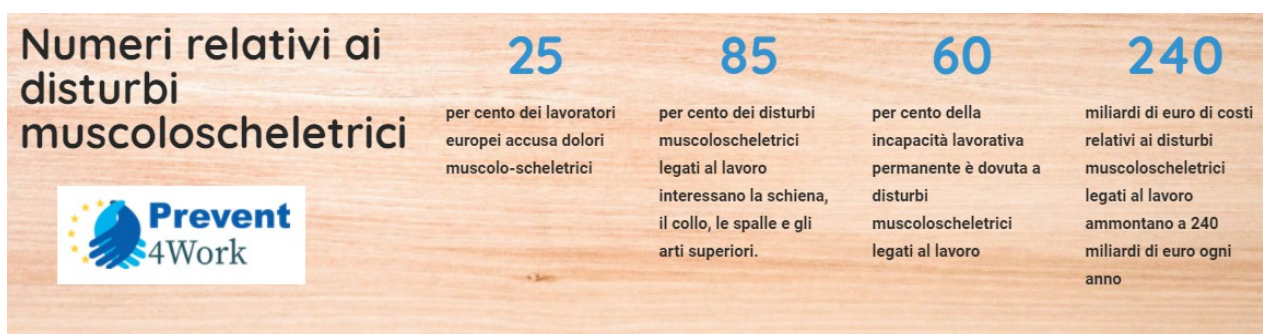 Numeri relativi ai
disturbi
muscoloscheletrici
Prevent
4Work
25
per cento dei lavoratori
europei accusa dolori
muscolo-scheletrici
85
per cento dei disturbi
muscoloscheletrici
legati al lavoro
interessano la schiena,
il collo, le spalle e gli
arti superiori.
60
per cento della
incapacità lavorativa
permanente è dovuta a
disturbi
muscoloscheletrici
legati al lavoro
240
miliardi di euro di costi
relativi ai disturbi
muscoloscheletrici
legati al lavoro
ammontano a 240
miliardi di euro ogni
anno